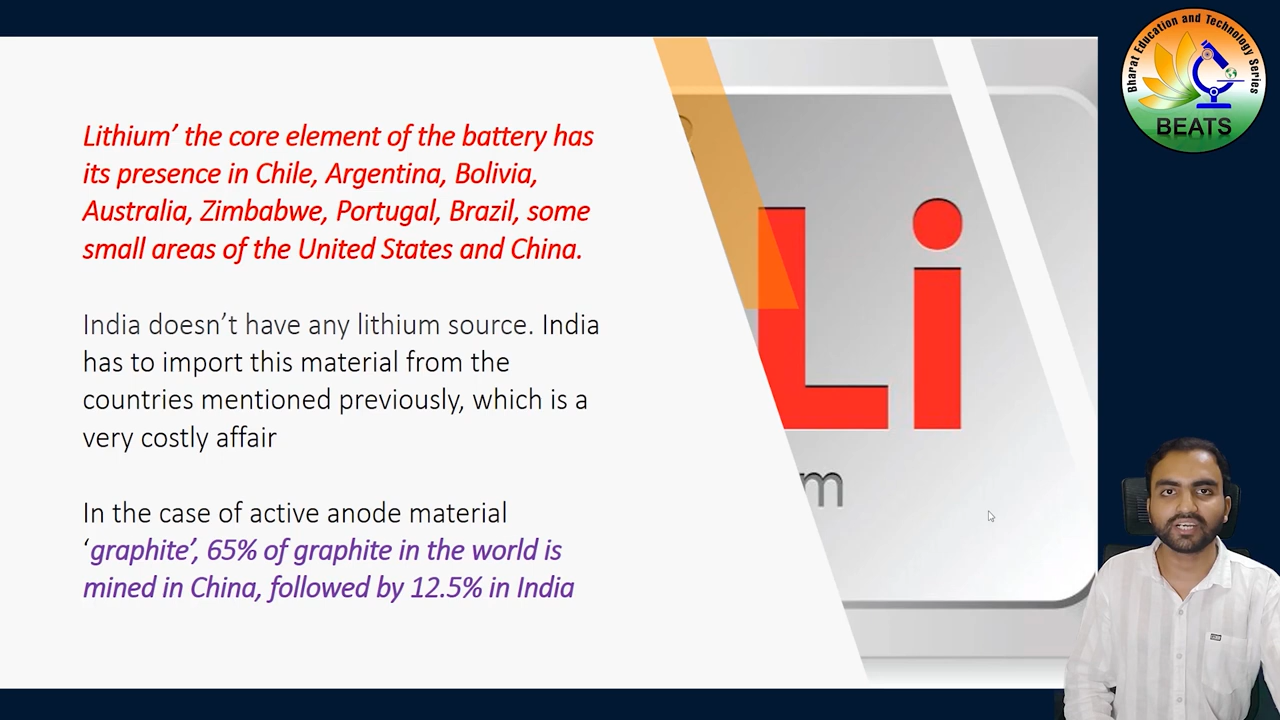 Lithium’ the core element of the battery has
its presence in Chile, Argentina, Bolivia,
Australia, Zimbabwe, Portugal, Brazil, some
small areas of the United States and China.
India doesn’t have any lithium source. India
has to import this material from the
countries mentioned previously, which is a
very costly affair
In the case of active anode material
‘graphite’, 65% of graphite in the world is
mined in China, followed by 12.5% in India
Li
m
Bharat Education and Technology Series
BEATS